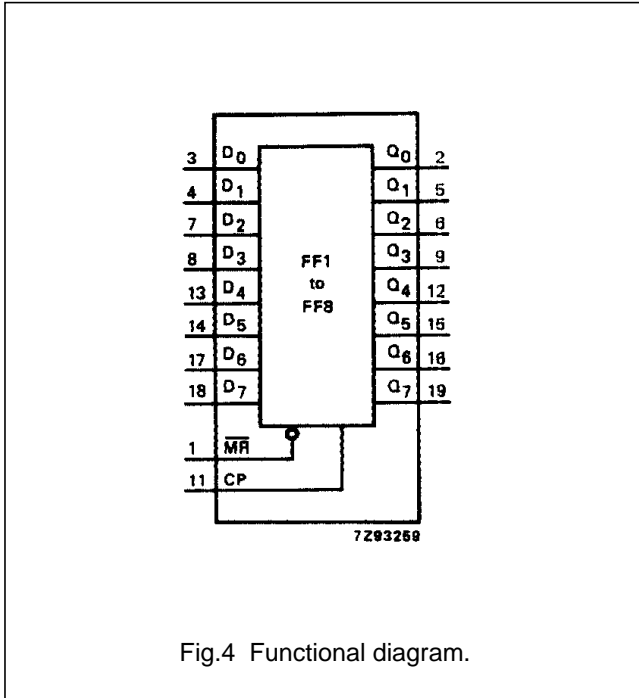 3 D0 Q0 2
4 D1 Q1 5
7 D2 Q2 6
8 D3 Q3 9
FF1
to
FF8
13 D4 Q4 12
14 D5 Q5 15
17 D6 Q6 16
18 D7 Q7 19
1 M̅R̅
11 CP
7Z93259
Fig.4 Functional diagram.